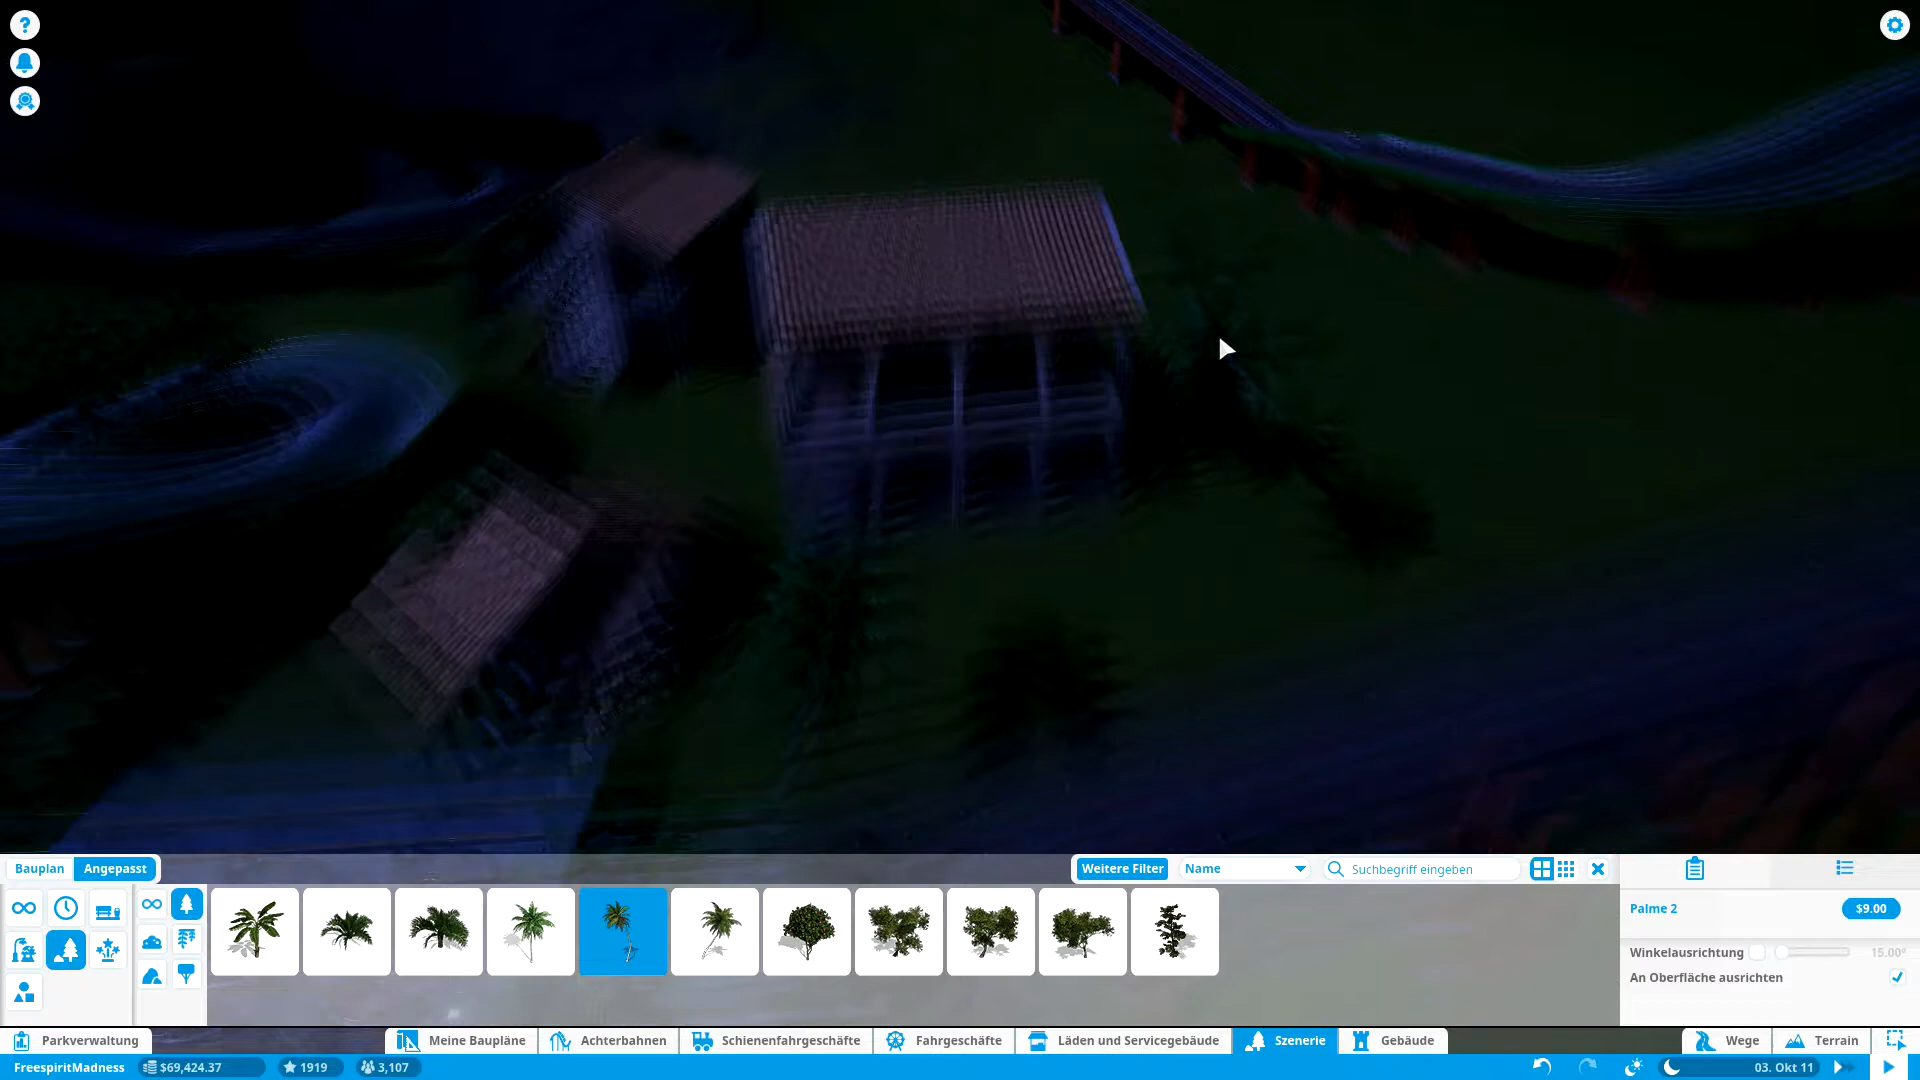 ?
Bauplan
Angepasst
Weitere Filter
Name
Suchbegriff eingeben
Palme 2
$9.00
Winkelausrichtung
15.00°
An Oberfläche ausrichten
Parkverwaltung
Meine Baupläne
Achterbahnen
Schienenfahrgeschäfte
Fahrgeschäfte
Läden und Servicegebäude
Szenerie
Gebäude
Wege
Terrain
FreespiritMadness
$69,424.37
1919
3,107
03. Okt 11